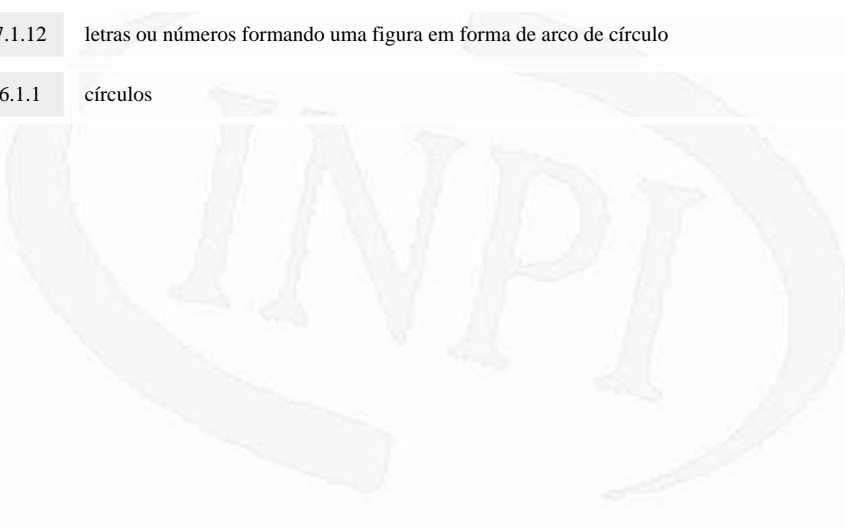 7.1.12 letras ou números formando uma figura em forma de arco de círculo
6.1.1 círculos
INPI